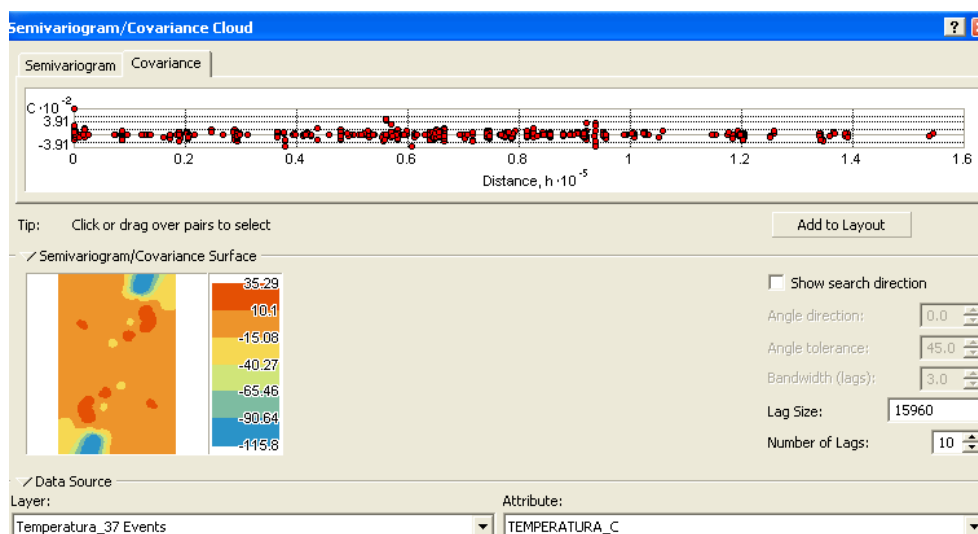 Semivariogram/Covariance Cloud
?
Semivariogram Covariance
C · 10 -2
3.91
-3.91
0 0.2 0.4 0.6 0.8 1 1.2 1.4 1.6
Distance, h · 10 -5
Tip: Click or drag over pairs to select
Add to Layout
Semivariogram/Covariance Surface
35.29
10.1
-15.08
-40.27
-65.46
-90.64
-115.8
Show search direction
Angle direction: 0.0
Angle tolerance: 45.0
Bandwidth (lags): 3.0
Lag Size: 15960
Number of Lags: 10
Data Source
Layer: Attribute:
Temperatura_37 Events TEMPERATURA_C